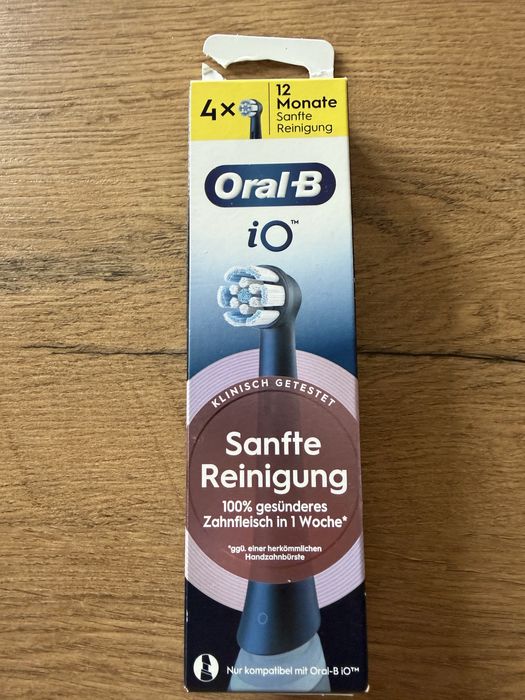 4×
12
Monate
Sanfte
Reinigung
Oral-B
iO™
KLINISCH GETESTET
Sanfte
Reinigung
100% gesünderes
Zahnfleisch in 1 Woche*
*ggü. einer herkömmlichen
Handzahnbürste
Nur kompatibel mit Oral-B iO™